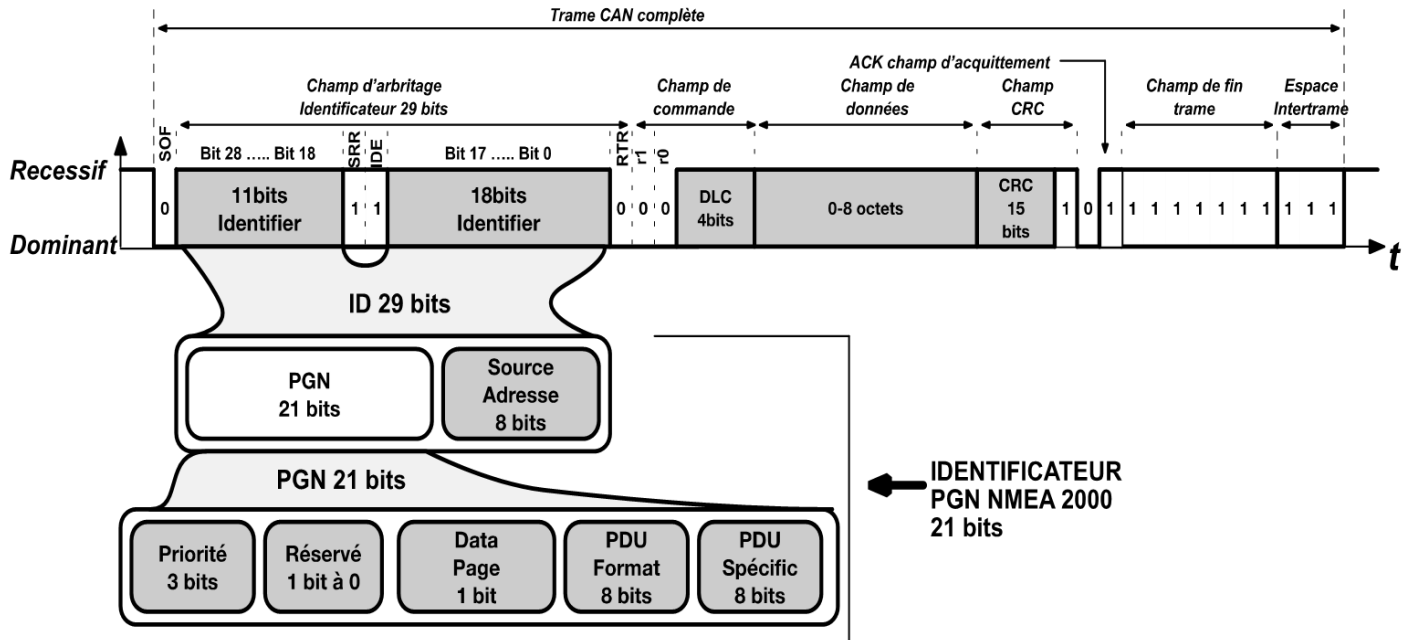 Trame CAN complète
ACK champ d'acquittement
Champ d'arbritage
Identificateur 29 bits
Champ de
commande
Champ de
données
Champ
CRC
Champ de fin
trame
Espace
Intertrame
SOF
Bit 28 ..... Bit 18
SRR
IDE
Bit 17 ..... Bit 0
RTR
r1
r0
Recessif
Dominant
0
11bits
Identifier
1 1
18bits
Identifier
0 0 0
DLC
4bits
0-8 octets
CRC
15
bits
1 0 1 1 1 1 1 1 1 1 1 1 1
t
ID 29 bits
PGN
21 bits
Source
Adresse
8 bits
PGN 21 bits
IDENTIFICATEUR
PGN NMEA 2000
21 bits
Priorité
3 bits
Réservé
1 bit à 0
Data
Page
1 bit
PDU
Format
8 bits
PDU
Spécific
8 bits